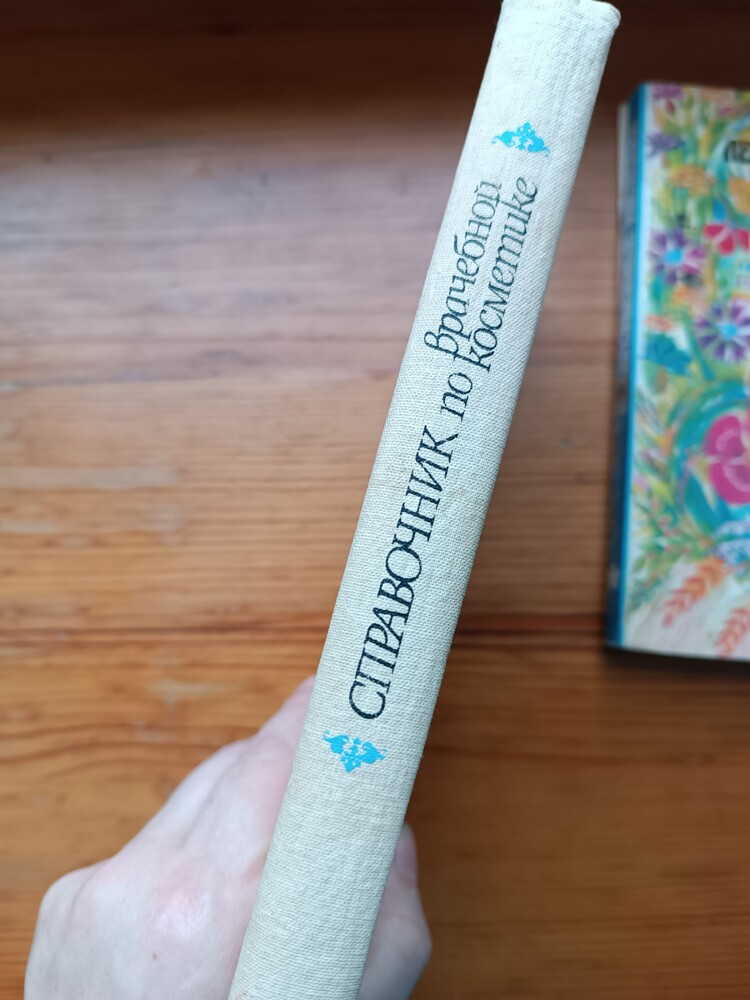 СПРАВОЧНИК по
врачебной
косметике